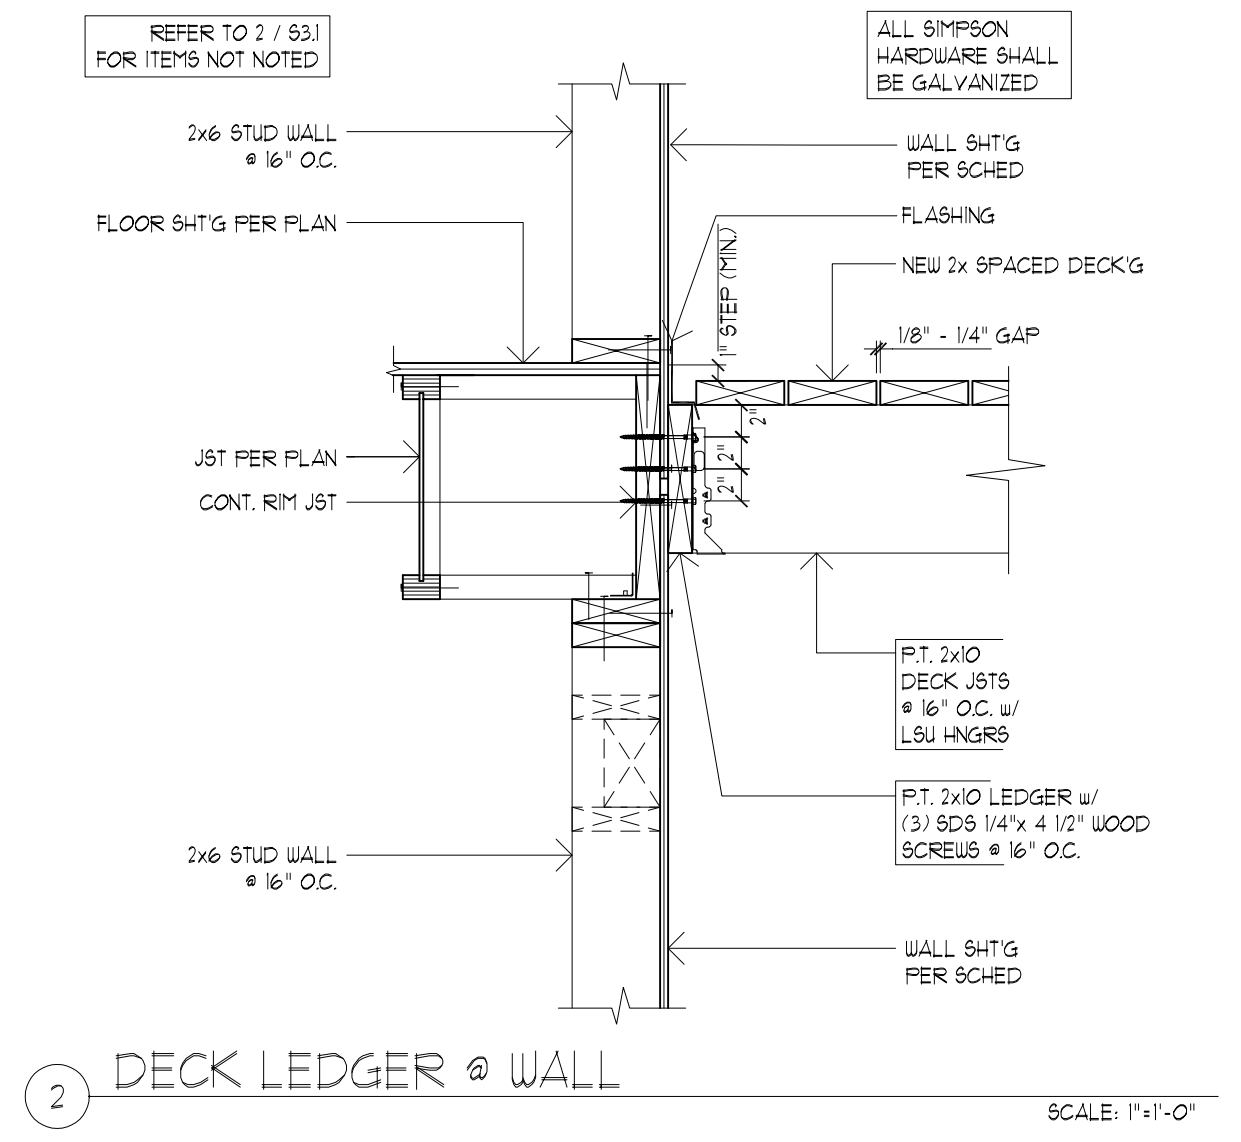 REFER TO 2 / S3.1
FOR ITEMS NOT NOTED
ALL SIMPSON
HARDWARE SHALL
BE GALVANIZED
2x6 STUD WALL
@ 16" O.C.
WALL SHT'G
PER SCHED
FLOOR SHT'G PER PLAN
FLASHING
1" STEP (MIN.)
NEW 2x SPACED DECK'G
1/8" - 1/4" GAP
2"
2"
2"
JST PER PLAN
CONT. RIM JST
P.T. 2x10
DECK JSTS
@ 16" O.C. w/
LSU HNGRS
P.T. 2x10 LEDGER w/
(3) SDS 1/4"x 4 1/2" WOOD
SCREWS @ 16" O.C.
2x6 STUD WALL
@ 16" O.C.
WALL SHT'G
PER SCHED
2
DECK LEDGER @ WALL
SCALE: 1"=1'-0"